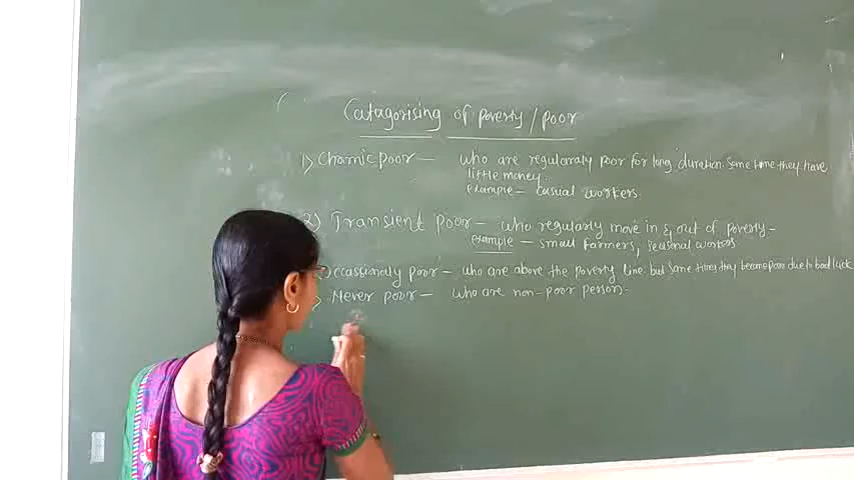 Catagorising of poverty/poor
1) Chronic poor — who are regularaly poor for long duration. Some time they have
little money.
example - casual workers.
2) Transient poor - who regularly move in & out of poverty-
example - small farmers, seasonal workers
ccassionaly poor - who are above the poverty line but some times they become poor due to bad luck
Never poor - who are non-poor person.